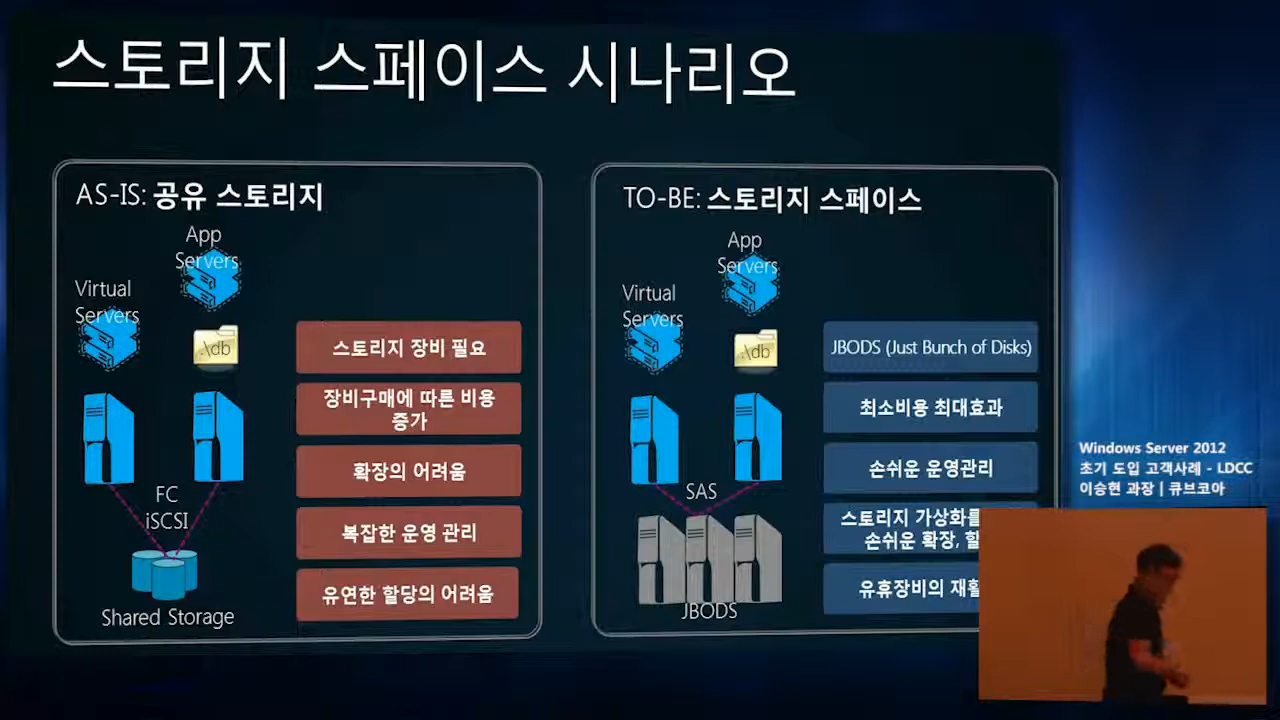 스토리지 스페이스 시나리오
AS-IS: 공유 스토리지
App
Servers
Virtual
Servers
.\db
FC
iSCSI
Shared Storage
스토리지 장비 필요
장비구매에 따른 비용
증가
확장의 어려움
복잡한 운영 관리
유연한 할당의 어려움
TO-BE: 스토리지 스페이스
App
Servers
Virtual
Servers
.\db
SAS
JBODS
JBODS (Just Bunch of Disks)
최소비용 최대효과
손쉬운 운영관리
스토리지 가상화를
손쉬운 확장,
유휴장비의
Windows Server 2012
초기 도입 고객사례 - LDCC
이승현 과장 | 큐브코아